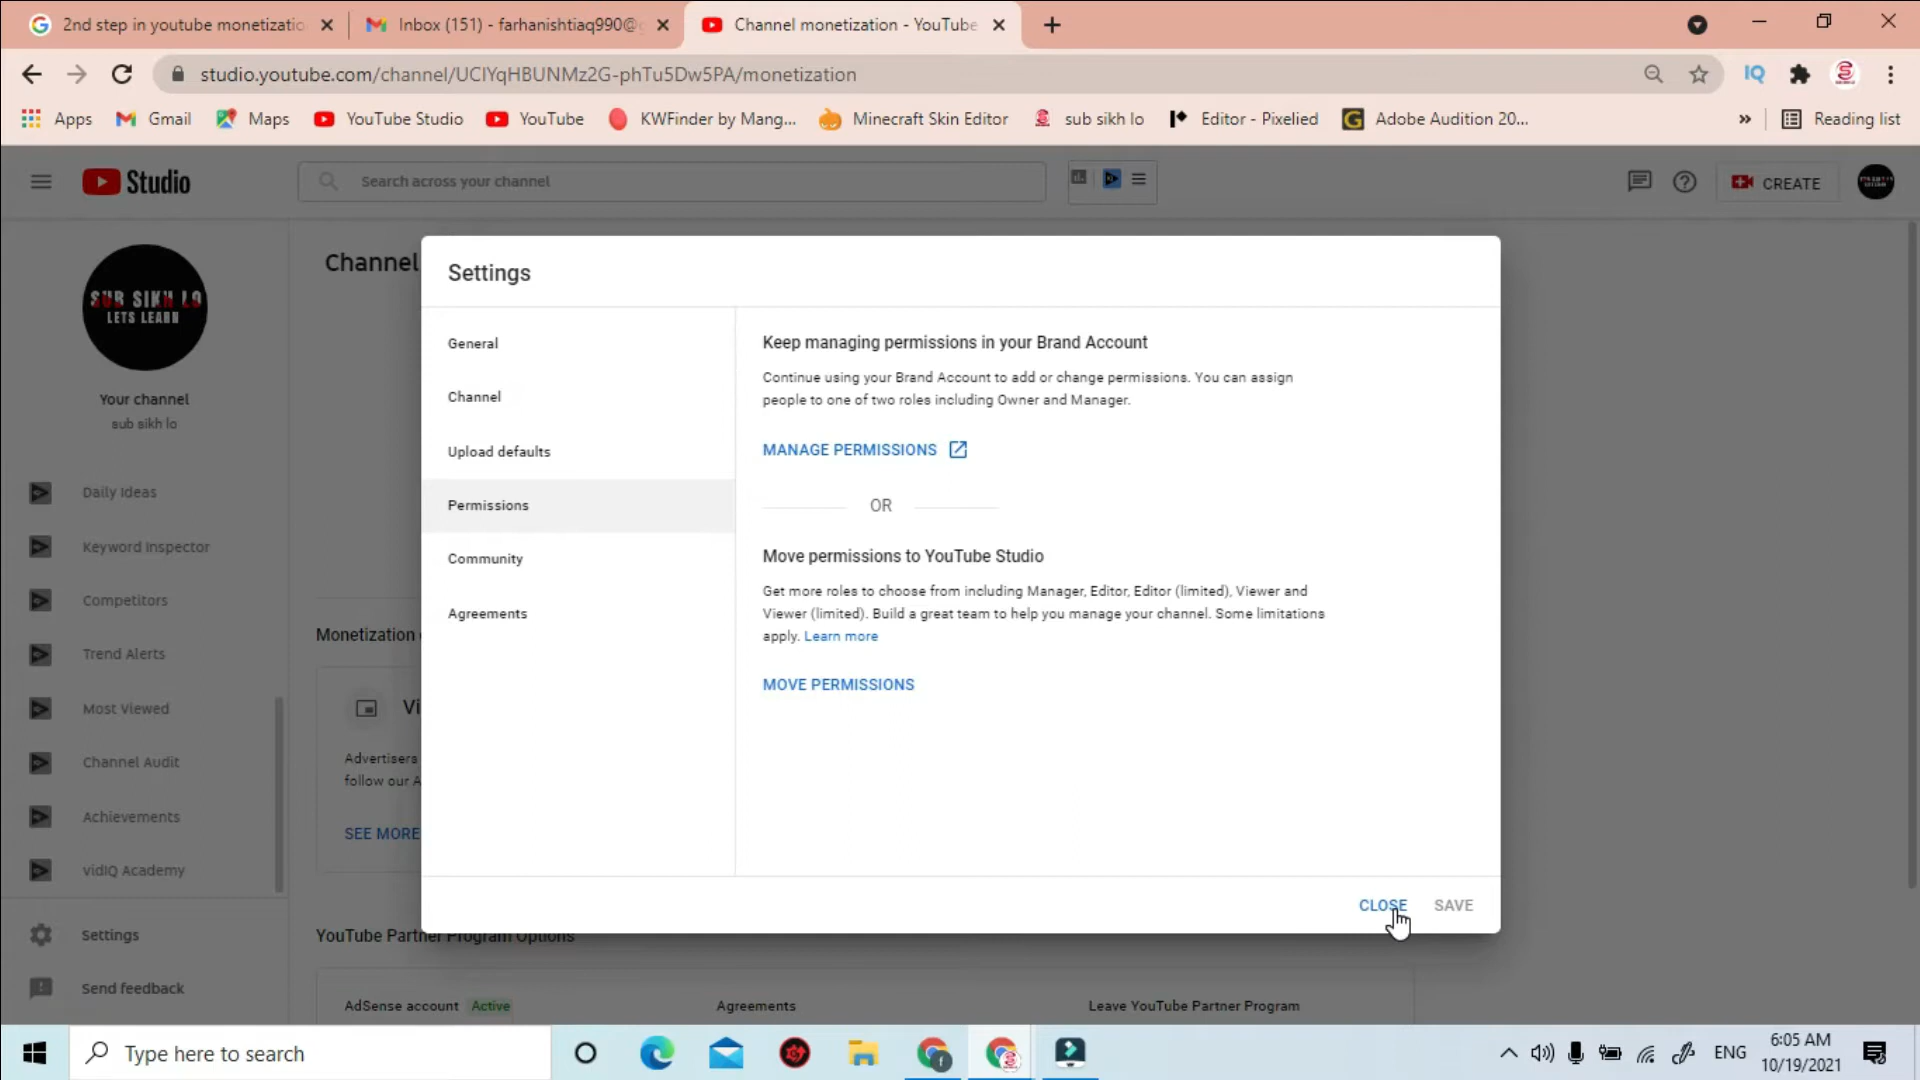 2nd step in youtube monetizatio
Inbox (151) - farhanishtiaq990@g
Channel monetization - YouTube
studio.youtube.com/channel/UClYqHBUNMz2G-phTu5Dw5PA/monetization
IQ
Apps
Gmail
Maps
YouTube Studio
YouTube
KWFinder by Mang...
Minecraft Skin Editor
sub sikh lo
Editor - Pixelied
Adobe Audition 20...
»
Reading list
Studio
Search across your channel
CREATE
SUB SIKH LO
LETS LEARN
Your channel
sub sikh lo
Daily Ideas
Keyword Inspector
Competitors
Trend Alerts
Most Viewed
Channel Audit
Achievements
vidIQ Academy
Settings
Send feedback
Channel
Monetization
Advertisers
follow our A
SEE MORE
YouTube Partner Program Options
AdSense account Active
Agreements
Leave YouTube Partner Program
Settings
General
Channel
Upload defaults
Permissions
Community
Agreements
Keep managing permissions in your Brand Account
Continue using your Brand Account to add or change permissions. You can assign
people to one of two roles including Owner and Manager.
MANAGE PERMISSIONS
OR
Move permissions to YouTube Studio
Get more roles to choose from including Manager, Editor, Editor (limited), Viewer and
Viewer (limited). Build a great team to help you manage your channel. Some limitations
apply. Learn more
MOVE PERMISSIONS
CLOSE
SAVE
Type here to search
ENG
6:05 AM
10/19/2021